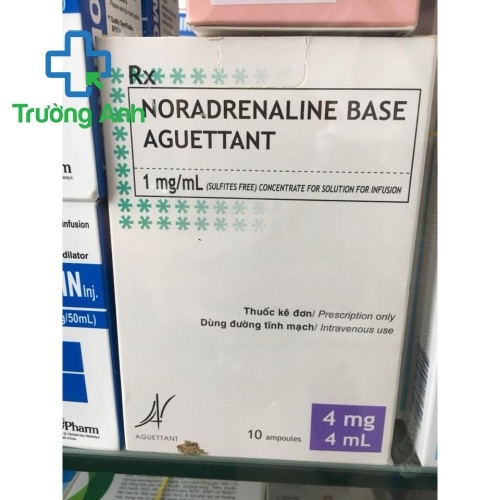 Trường Anh
Rx
NORADRENALINE BASE
AGUETTANT
1 mg/mL (SULFITES FREE) CONCENTRATE FOR SOLUTION FOR INFUSION
Thuốc kê đơn/ Prescription only
Dùng đường tĩnh mạch/ Intravenous use
AGUETTANT
10 ampoules
4 mg
4 mL
infusion
dilator
IN Inj.
g/50mL)
Pharm